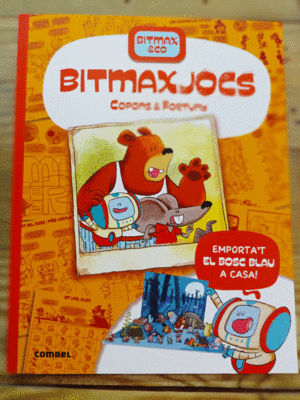 BITMAX
&CO
BITMAXJOCS
COPONS & FORTUNY
EMPORTA'T
EL BOSC BLAU
A CASA!
COMBEL